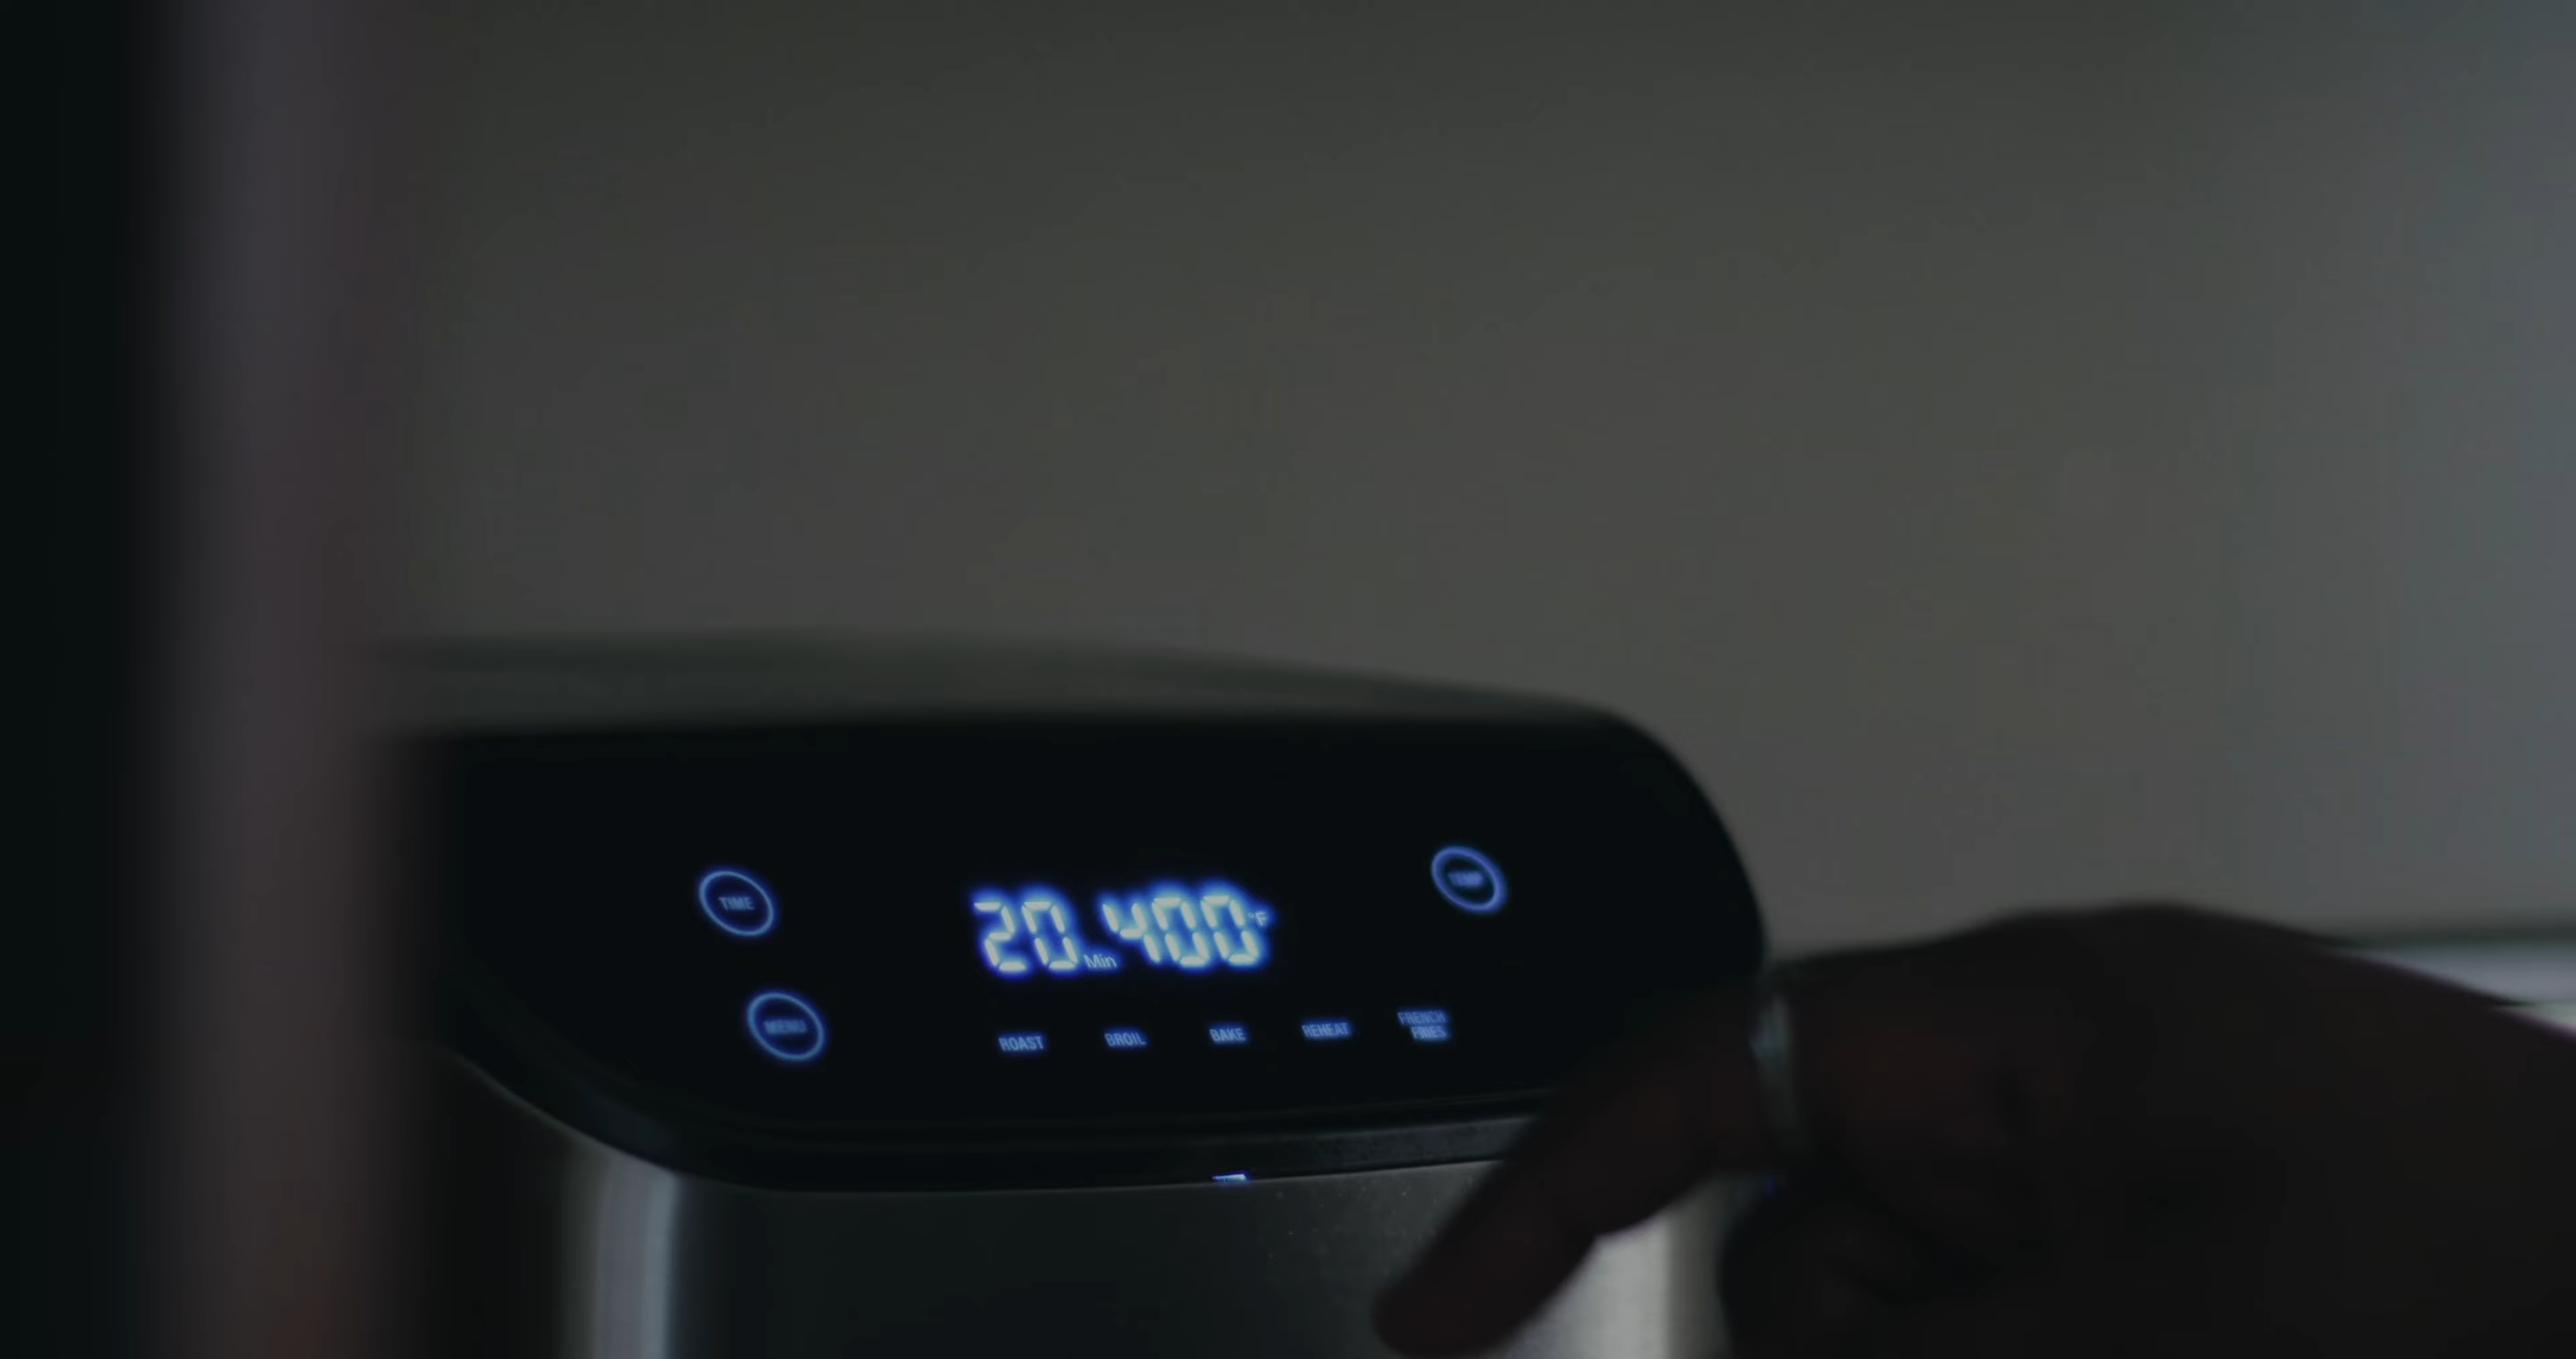 TIME
20 Min 400 °F
TEMP
MENU
ROAST
BROIL
BAKE
REHEAT
FRENCH
FRIES